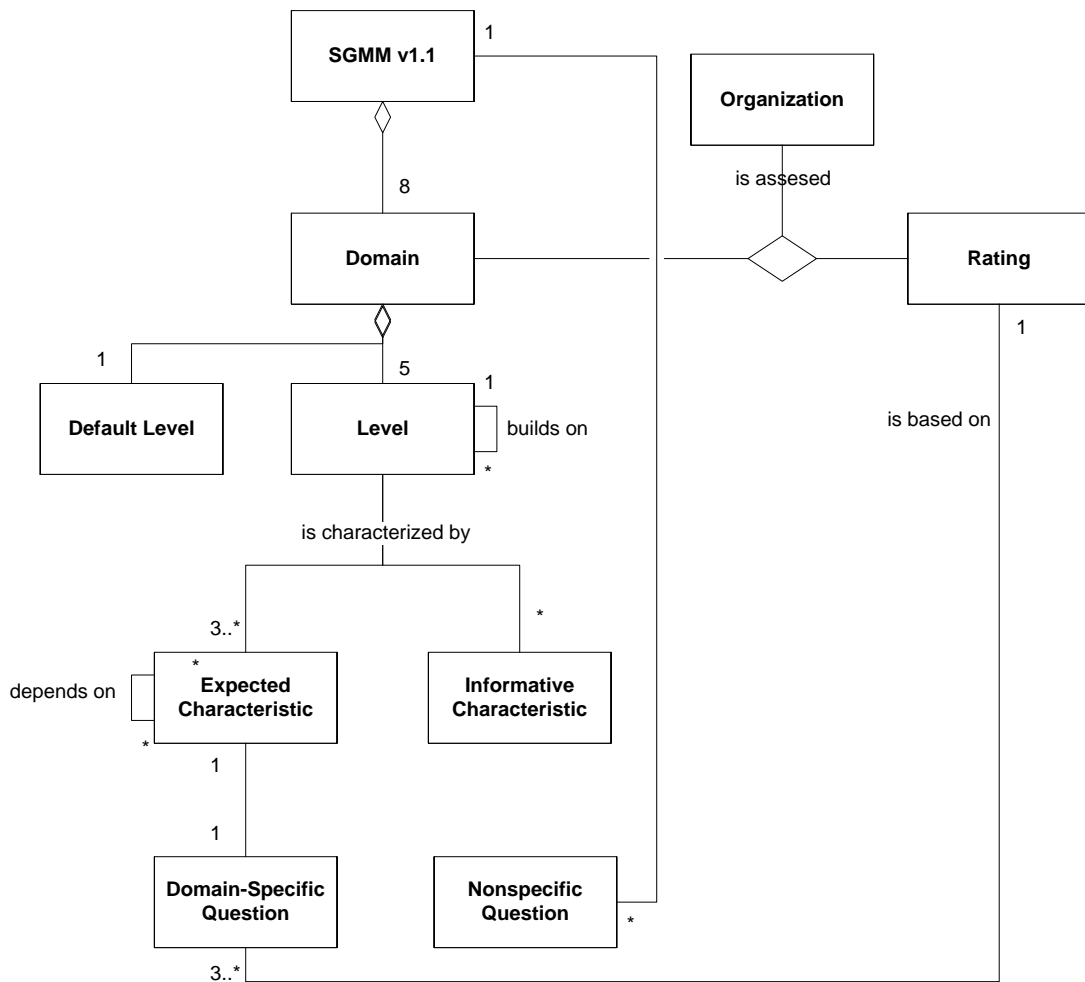 SGMM v1.1
1
Organization
is assesed
8
Domain
Rating
1
1
5
1
Default Level
Level
builds on
*
is based on
is characterized by
3..*
*
*
depends on
Expected
Characteristic
Informative
Characteristic
*
1
1
Domain-Specific
Question
Nonspecific
Question
*
3..*